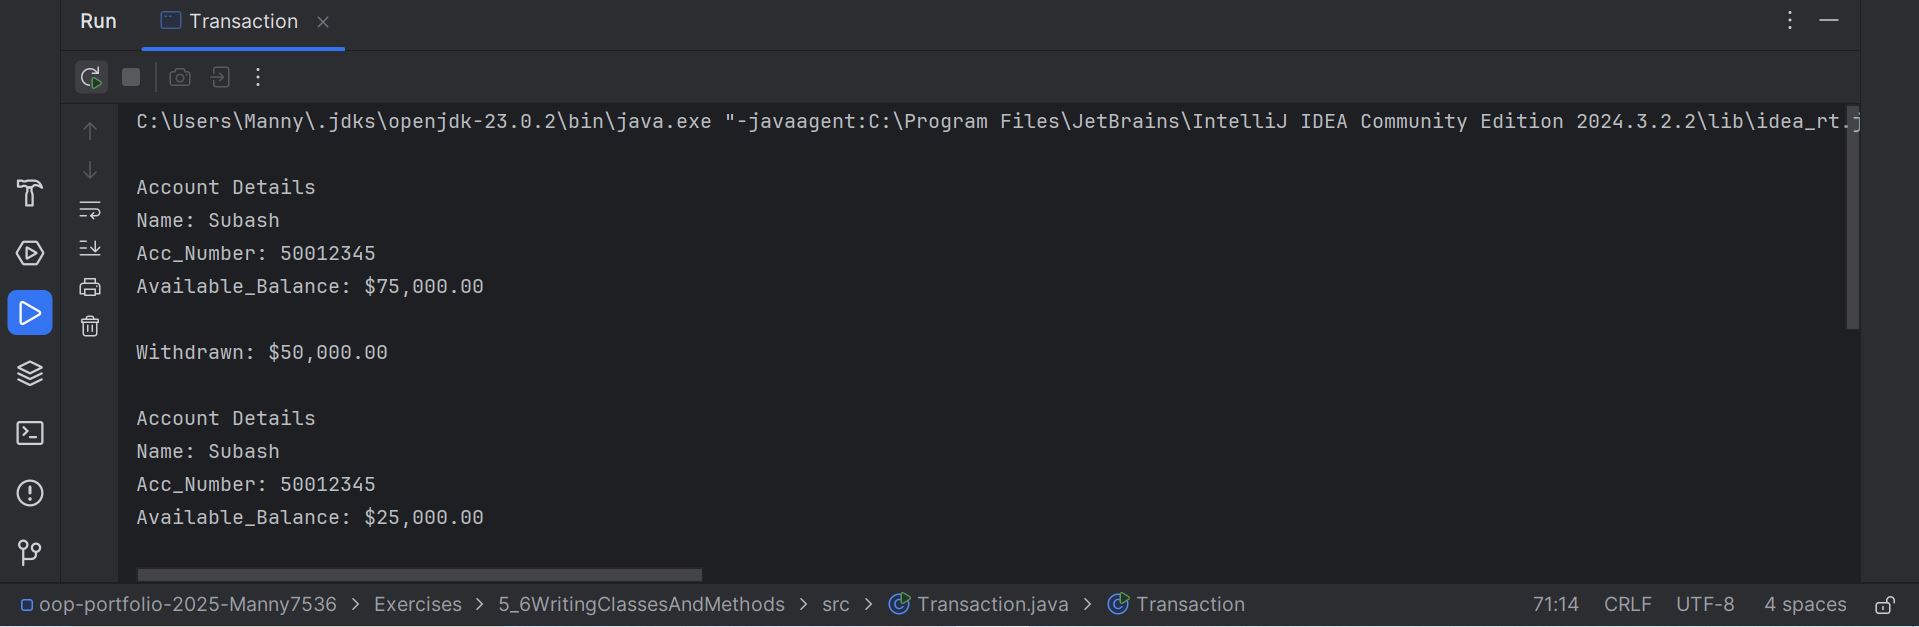 Run Transaction
C:\Users\Manny\.jdks\openjdk-23.0.2\bin\java.exe "-javaagent:C:\Program Files\JetBrains\IntelliJ IDEA Community Edition 2024.3.2.2\lib\idea_rt.j
Account Details
Name: Subash
Acc_Number: 50012345
Available_Balance: $75,000.00
Withdrawn: $50,000.00
Account Details
Name: Subash
Acc_Number: 50012345
Available_Balance: $25,000.00
oop-portfolio-2025-Manny7536 > Exercises > 5_6WritingClassesAndMethods > src > Transaction.java > Transaction 71:14 CRLF UTF-8 4 spaces